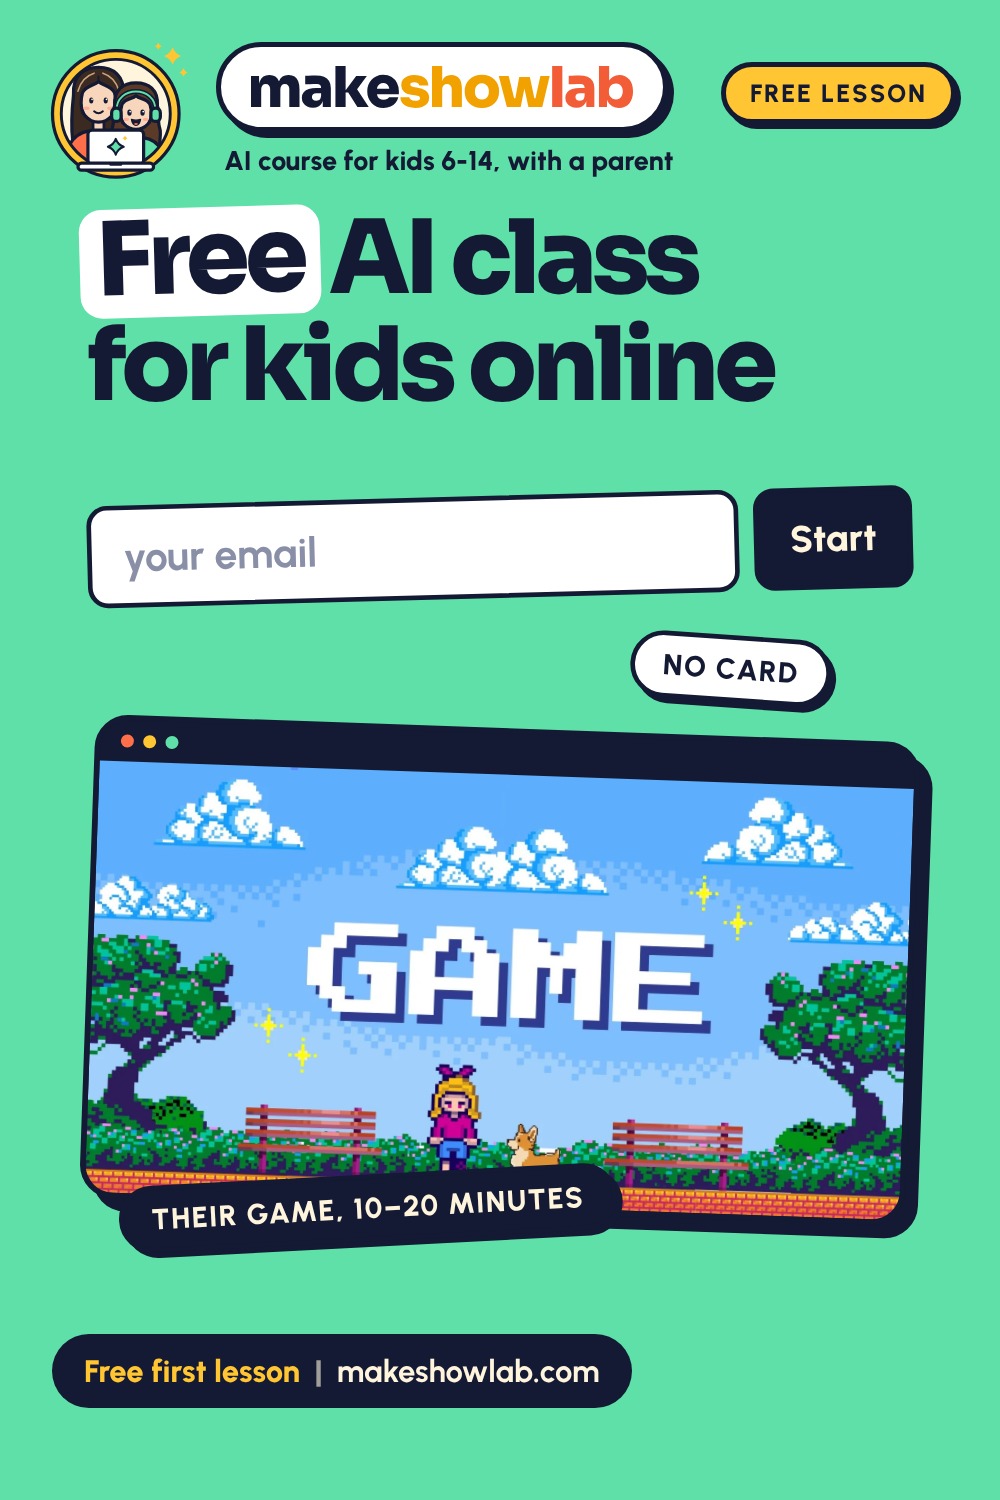 makeshowlab
FREE LESSON
AI course for kids 6-14, with a parent
Free AI class
for kids online
your email
Start
NO CARD
GAME
THEIR GAME, 10–20 MINUTES
Free first lesson | makeshowlab.com